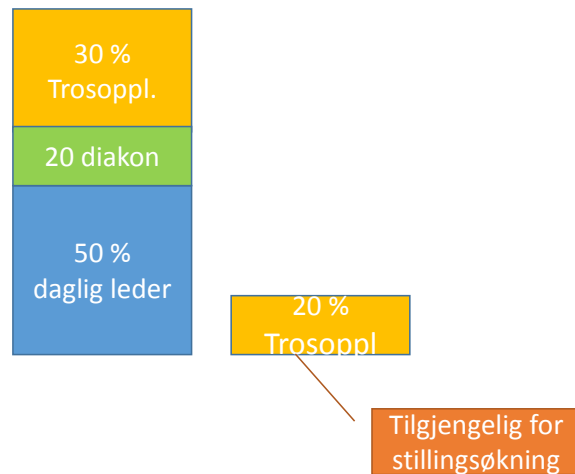 30 %
Trosoppl.
20 diakon
50 %
daglig leder
20 %
Trosoppl
Tilgjengelig for
stillingsøkning